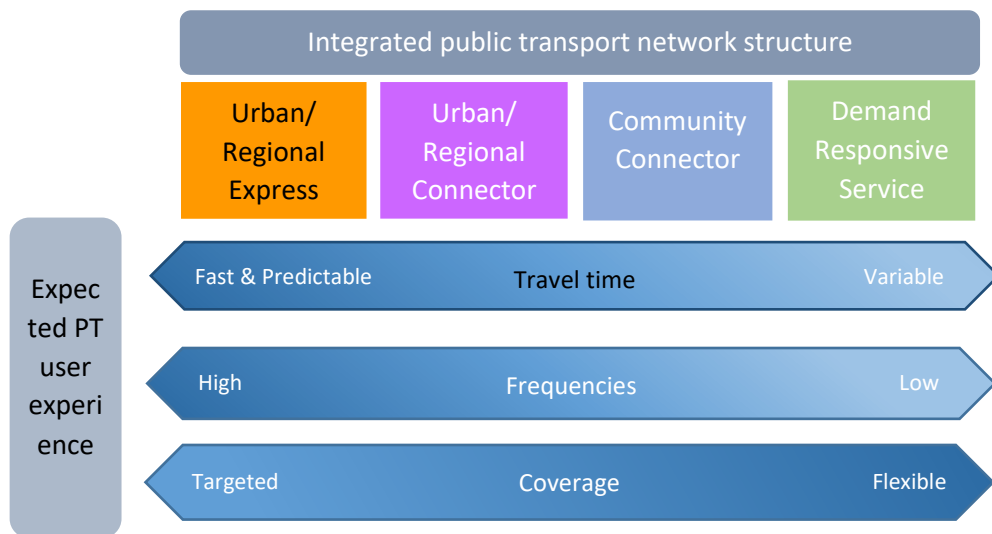 Integrated public transport network structure
Urban/
Regional
Express
Urban/
Regional
Connector
Community
Connector
Demand
Responsive
Service
Expec
ted PT
user
experi
ence
Fast & Predictable
Travel time
Variable
High
Frequencies
Low
Targeted
Coverage
Flexible